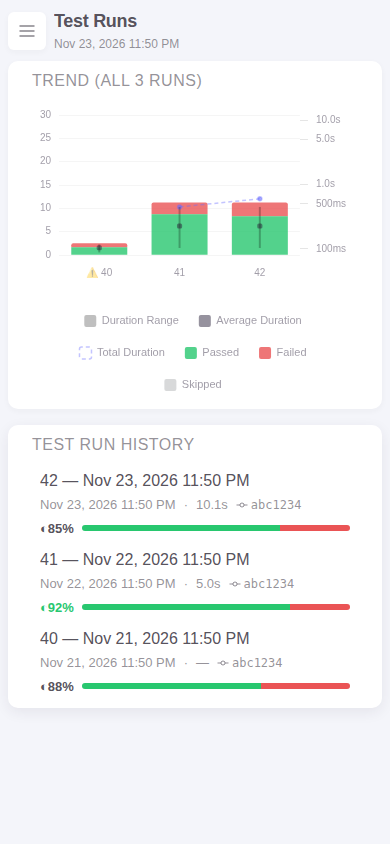 Test Runs
Nov 23, 2026 11:50 PM
TREND (ALL 3 RUNS)
30
25
20
15
10
5
0
10.0s
5.0s
1.0s
500ms
100ms
⚠ 40
41
42
Duration Range
Average Duration
Total Duration
Passed
Failed
Skipped
TEST RUN HISTORY
42 — Nov 23, 2026 11:50 PM
Nov 23, 2026 11:50 PM · 10.1s abc1234
85%
41 — Nov 22, 2026 11:50 PM
Nov 22, 2026 11:50 PM · 5.0s abc1234
92%
40 — Nov 21, 2026 11:50 PM
Nov 21, 2026 11:50 PM · — abc1234
88%